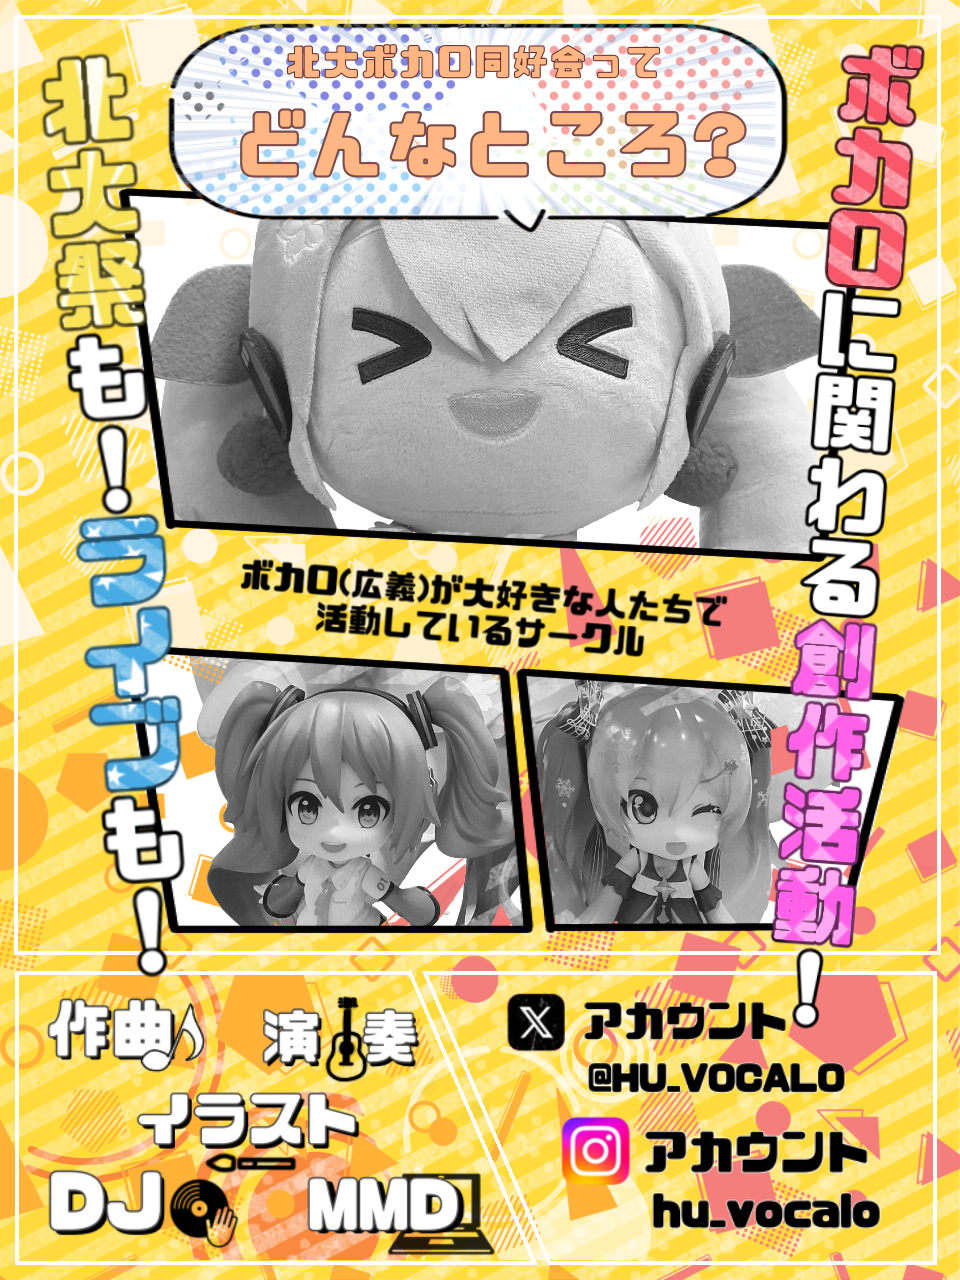 北大ボカロ同好会って
どんなところ?
ボカロに関わる創作活動!
北大祭も!ライブも!
ボカロ(広義)が大好きな人たちで
活動しているサークル
作曲
演奏
イラスト
DJ
MMD
X アカウント
@HU_VOCALO
アカウント
hu_vocalo